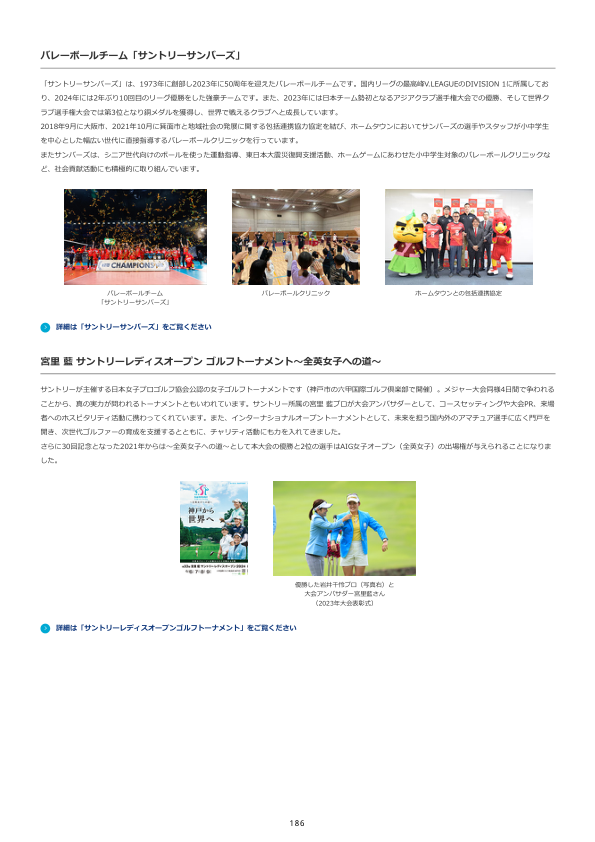 バレーボールチーム「サントリーサンバーズ」
「サントリーサンバーズ」は、1973年に創部し2023年に50周年を迎えたバレーボールチームです。国内リーグの最高峰V.LEAGUEのDIVISION 1に所属してお
り、2024年には2年ぶり10回目のリーグ優勝をした強豪チームです。また、2023年には日本チーム勢初となるアジアクラブ選手権大会での優勝、そして世界ク
ラブ選手権大会では第3位となり銅メダルを獲得し、世界で戦えるクラブへと成長しています。
2018年9月に大阪市、2021年10月に箕面市と地域社会の発展に関する包括連携協力協定を結び、ホームタウンにおいてサンバーズの選手やスタッフが小中学生
を中心とした幅広い世代に直接指導するバレーボールクリニックを行っています。
またサンバーズは、シニア世代向けのボールを使った運動指導、東日本大震災復興支援活動、ホームゲームにあわせた小中学生対象のバレーボールクリニックな
ど、社会貢献活動にも積極的に取り組んでいます。
CHAMPIONS
バレーボールチーム
「サントリーサンバーズ」
バレーボールクリニック
ホームタウンとの包括連携協定
詳細は「サントリーサンバーズ」をご覧ください
宮里 藍 サントリーレディスオープン ゴルフトーナメント～全英女子への道～
サントリーが主催する日本女子プロゴルフ協会公認の女子ゴルフトーナメントです（神戸市の六甲国際ゴルフ倶楽部で開催）。メジャー大会同様4日間で争われる
ことから、真の実力が問われるトーナメントともいわれています。サントリー所属の宮里 藍プロが大会アンバサダーとして、コースセッティングや大会PR、来場
者へのホスピタリティ活動に携わってくれています。また、インターナショナルオープントーナメントとして、未来を担う国内外のアマチュア選手に広く門戸を
開き、次世代ゴルファーの育成を支援するとともに、チャリティ活動にも力を入れてきました。
さらに30回記念となった2021年からは～全英女子への道～として本大会の優勝と2位の選手はAIG女子オープン（全英女子）の出場権が与えられることになりま
した。
神戸から
世界へ
優勝した岩井千怜プロ（写真右）と
大会アンバサダー宮里藍さん
（2023年大会表彰式）
詳細は「サントリーレディスオープンゴルフトーナメント」をご覧ください
186